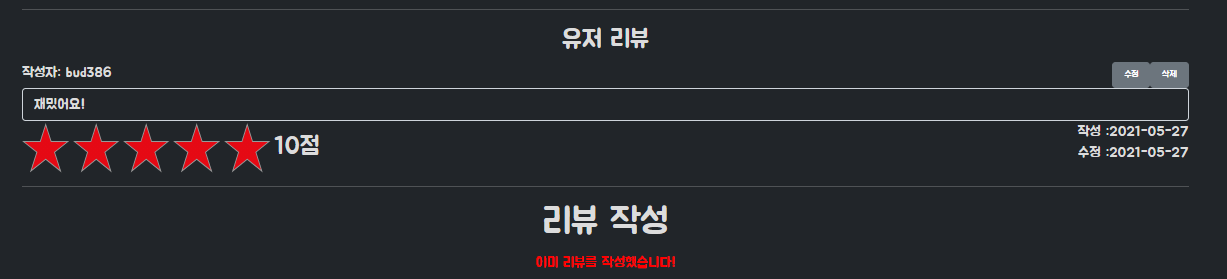 유저 리뷰
작성자: bud386
수정 삭제
재밌어요!
10점
작성 :2021-05-27
수정 :2021-05-27
리뷰 작성
이미 리뷰를 작성했습니다!